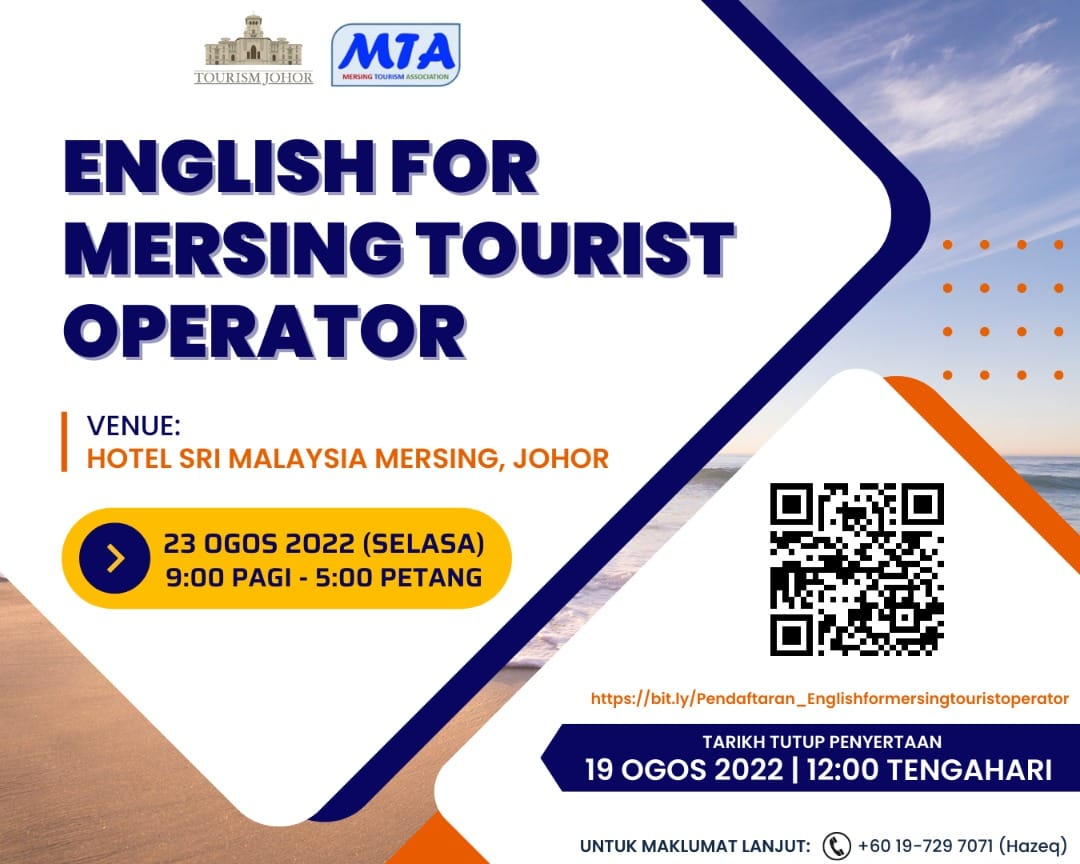 TOURISM JOHOR
MTA
MERSING TOURISM ASSOCIATION
ENGLISH FOR
MERSING TOURIST
OPERATOR
VENUE:
HOTEL SRI MALAYSIA MERSING, JOHOR
23 OGOS 2022 (SELASA)
9:00 PAGI - 5:00 PETANG
https://bit.ly/Pendaftaran_Englishformersingtouristoperator
TARIKH TUTUP PENYERTAAN
19 OGOS 2022 | 12:00 TENGAHARI
UNTUK MAKLUMAT LANJUT: +60 19-729 7071 (Hazeq)